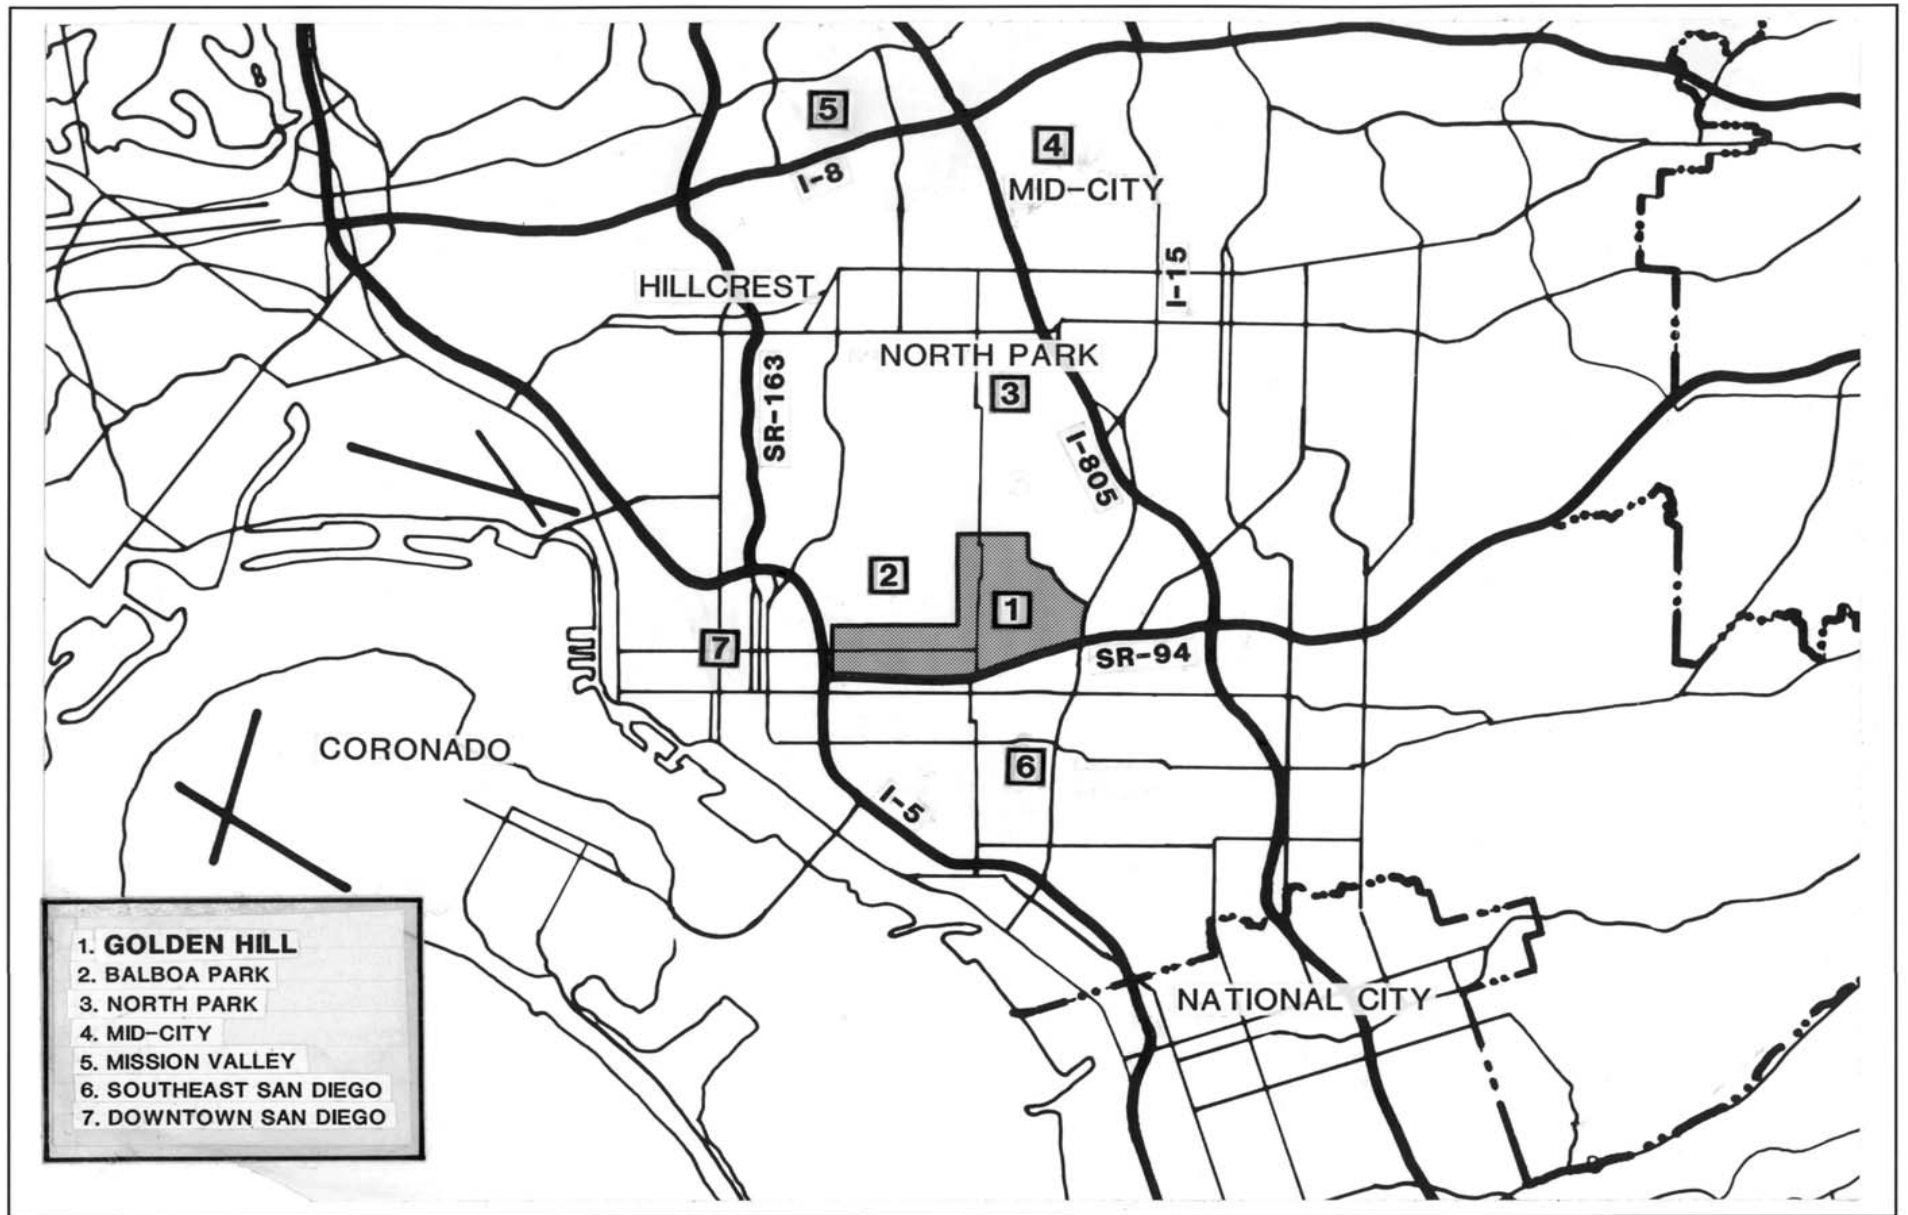 5
4
I-8
MID-CITY
I-15
HILLCREST
NORTH PARK
3
SR-163
I-805
2
1
7
SR-94
CORONADO
6
I-5
NATIONAL CITY
1. GOLDEN HILL
2. BALBOA PARK
3. NORTH PARK
4. MID-CITY
5. MISSION VALLEY
6. SOUTHEAST SAN DIEGO
7. DOWNTOWN SAN DIEGO